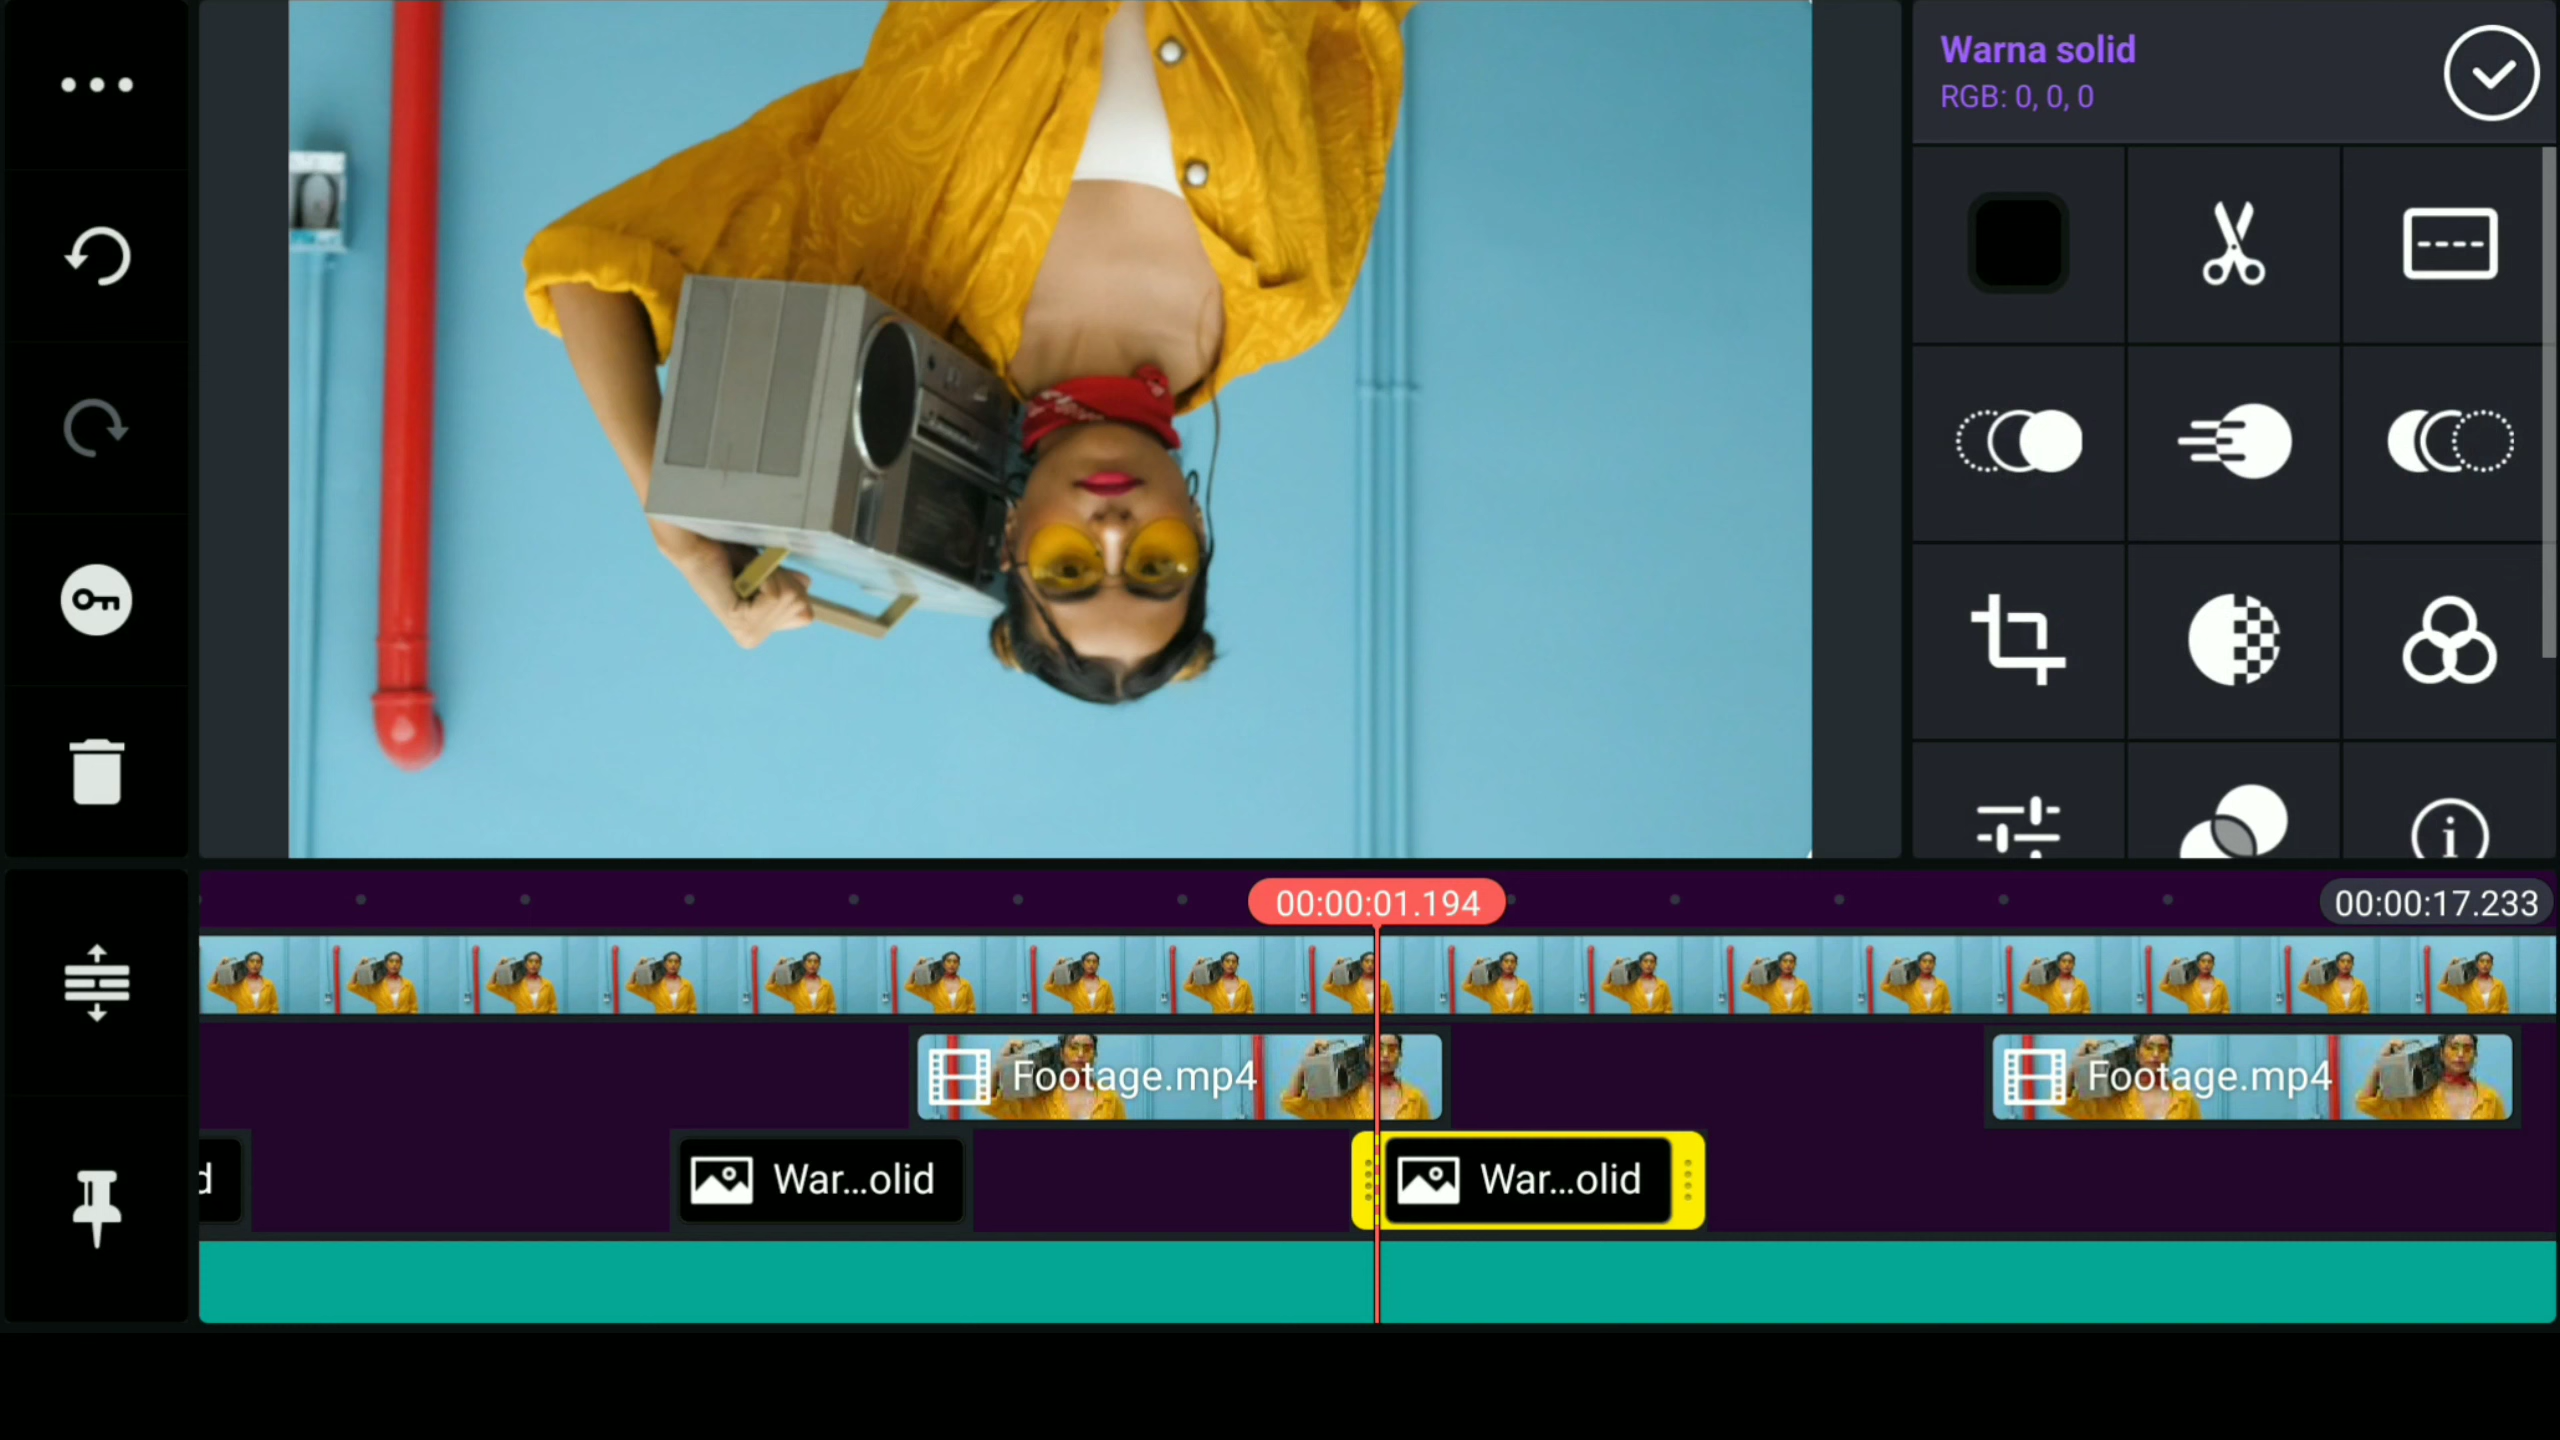 Warna solid
RGB: 0, 0, 0
00:00:01.194
00:00:17.233
Footage.mp4
Footage.mp4
d
War...olid
War...olid